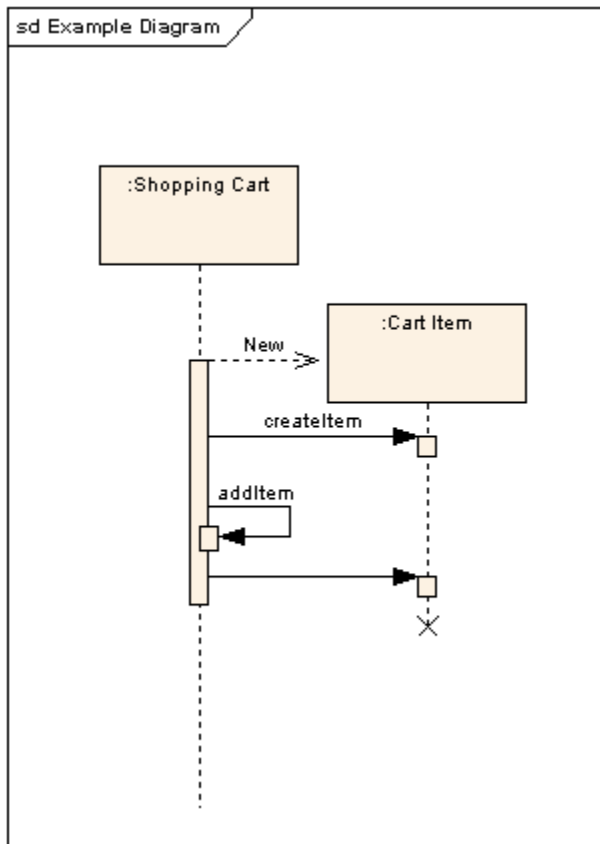 sd Example Diagram
:Shopping Cart
:Cart Item
New
createItem
addItem